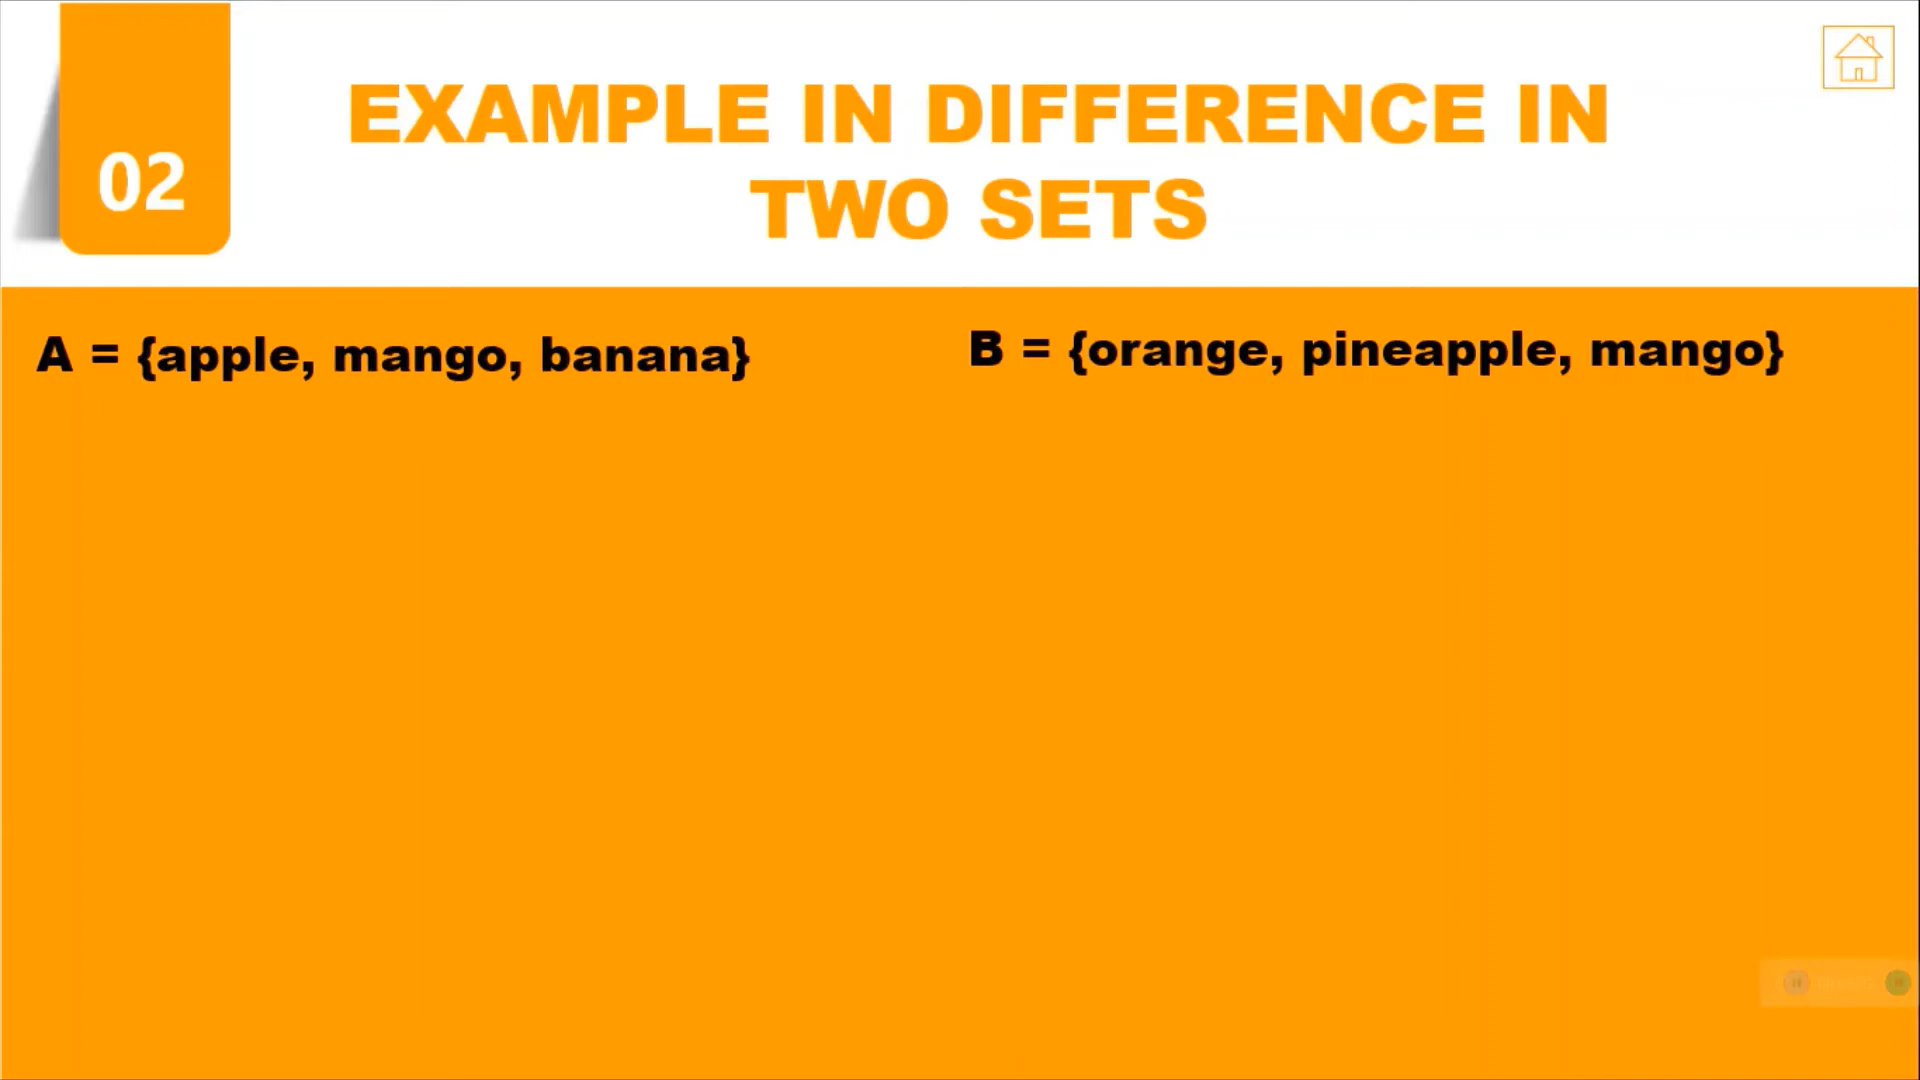 02
EXAMPLE IN DIFFERENCE IN
TWO SETS
A = {apple, mango, banana}
B = {orange, pineapple, mango}